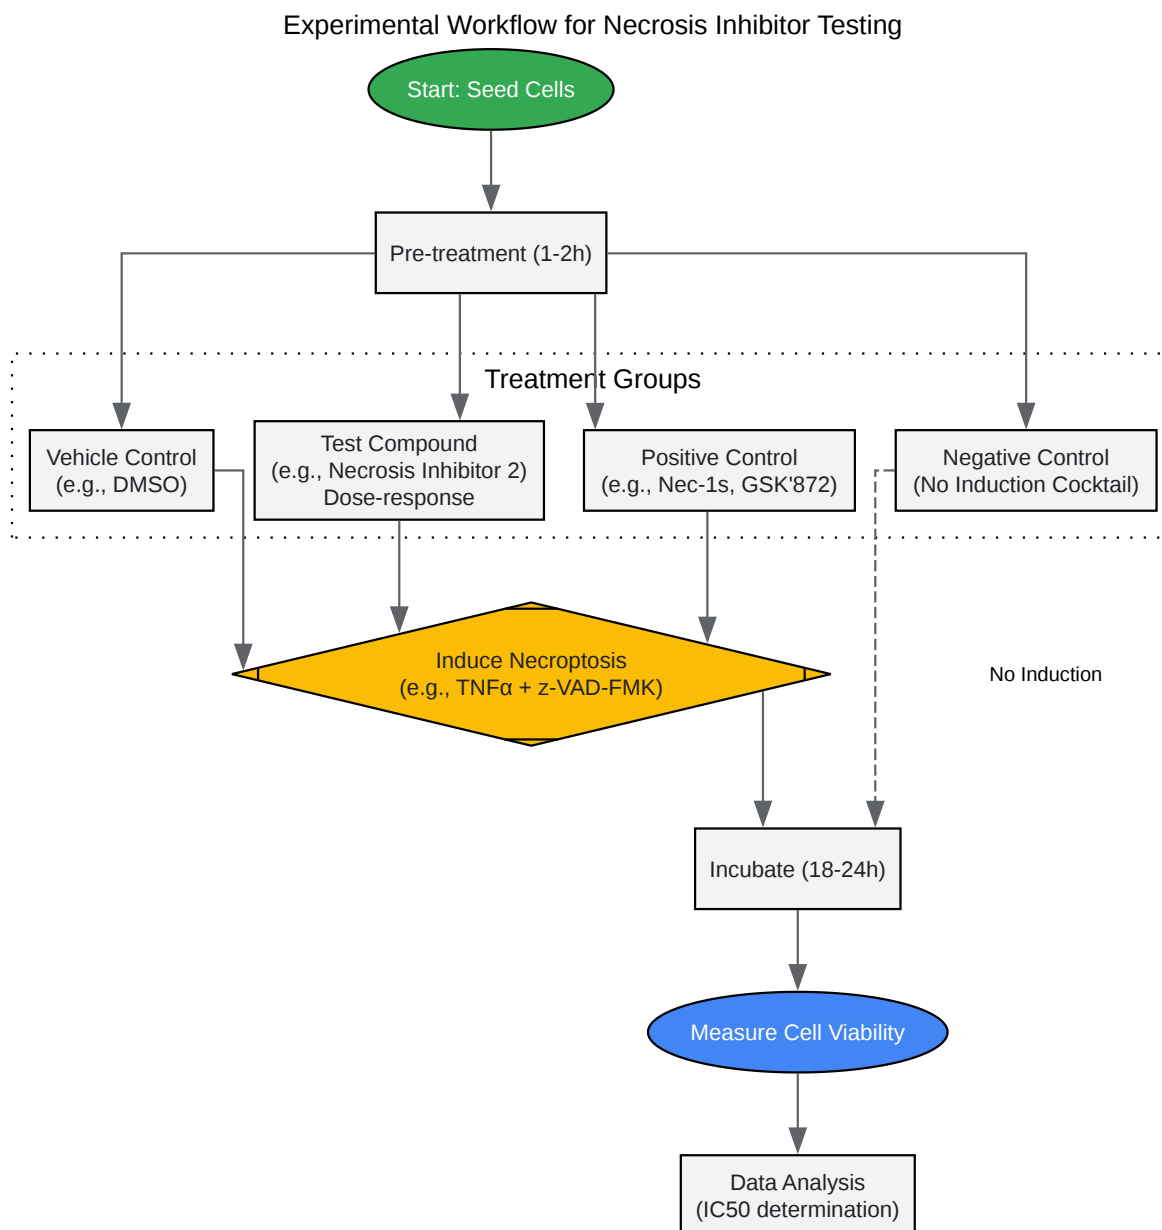 Experimental Workflow for Necrosis Inhibitor Testing
Start: Seed Cells
Pre-treatment (1-2h)
Treatment Groups
Vehicle Control
(e.g., DMSO)
Test Compound
(e.g., Necrosis Inhibitor 2)
Dose-response
Positive Control
(e.g., Nec-1s, GSK'872)
Negative Control
(No Induction Cocktail)
Induce Necroptosis
(e.g., TNFα + z-VAD-FMK)
No Induction
Incubate (18-24h)
Measure Cell Viability
Data Analysis
(IC50 determination)